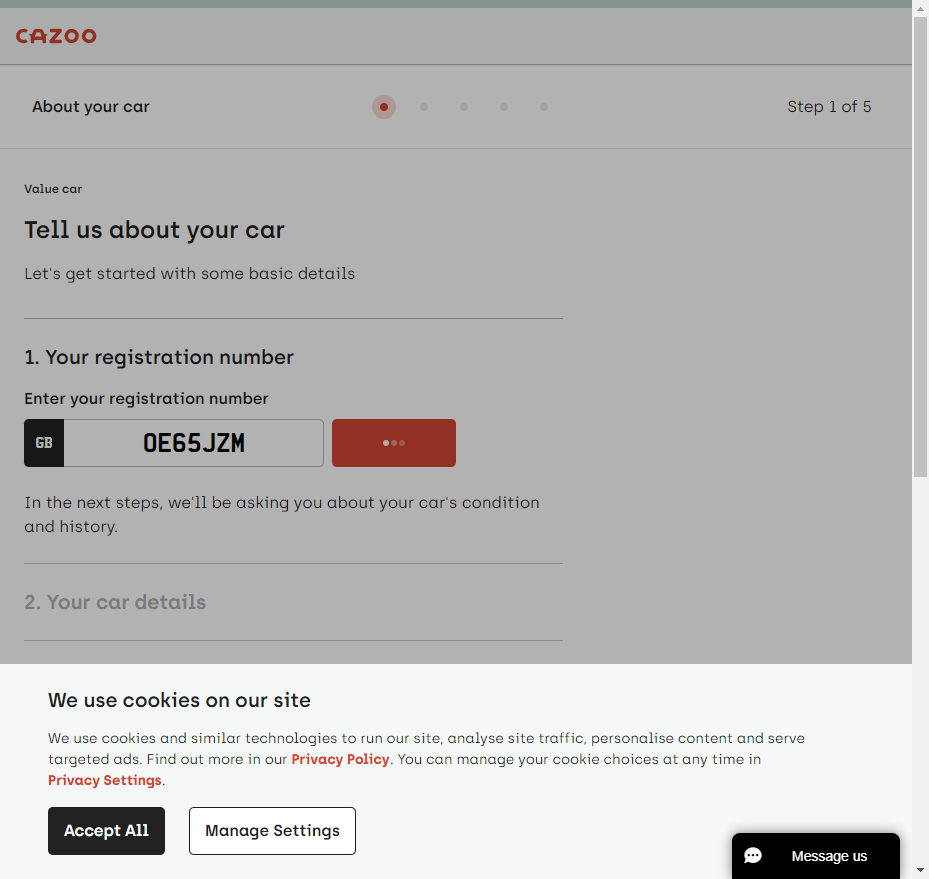 CAZOO
About your car
Step 1 of 5
Value car
Tell us about your car
Let's get started with some basic details
1. Your registration number
Enter your registration number
GB
OE65JZM
In the next steps, we'll be asking you about your car's condition
and history.
2. Your car details
We use cookies on our site
We use cookies and similar technologies to run our site, analyse site traffic, personalise content and serve
targeted ads. Find out more in our Privacy Policy. You can manage your cookie choices at any time in
Privacy Settings.
Accept All
Manage Settings
Message us